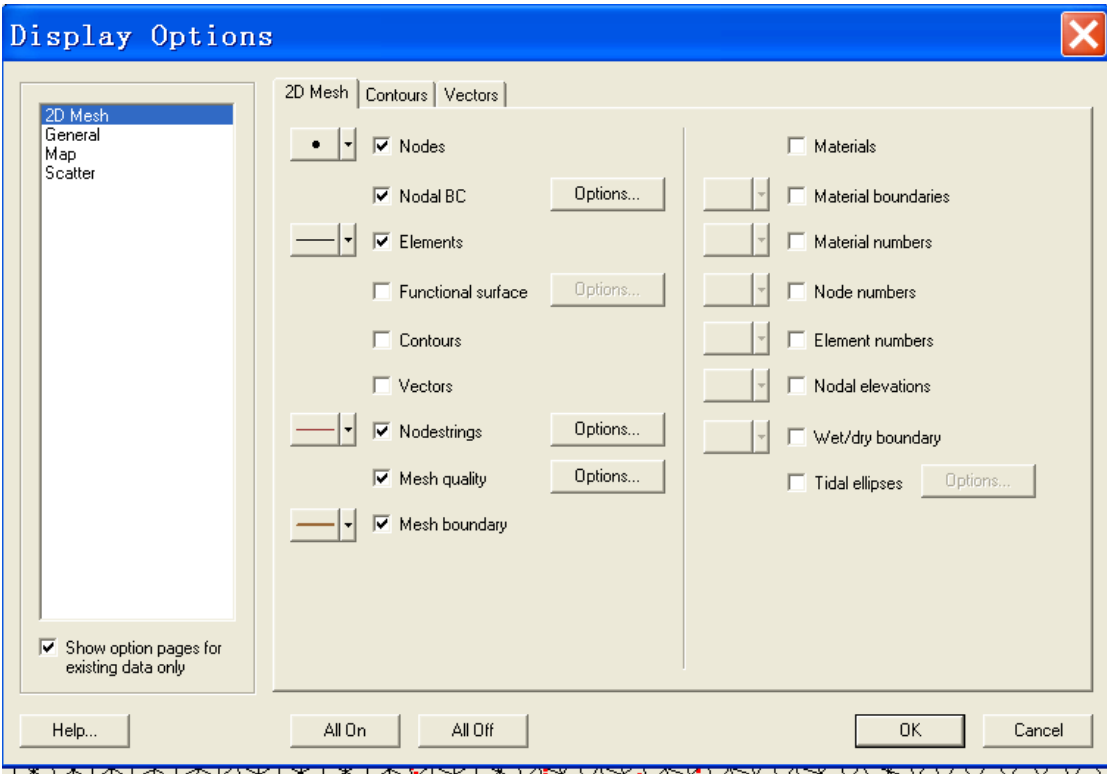 Display Options
2D Mesh
General
Map
Scatter
Show option pages for
existing data only
2D Mesh Contours Vectors
Nodes
Nodal BC Options...
Elements
Functional surface Options...
Contours
Vectors
Nodestrings Options...
Mesh quality Options...
Mesh boundary
Materials
Material boundaries
Material numbers
Node numbers
Element numbers
Nodal elevations
Wet/dry boundary
Tidal ellipses Options...
Help... All On All Off OK Cancel